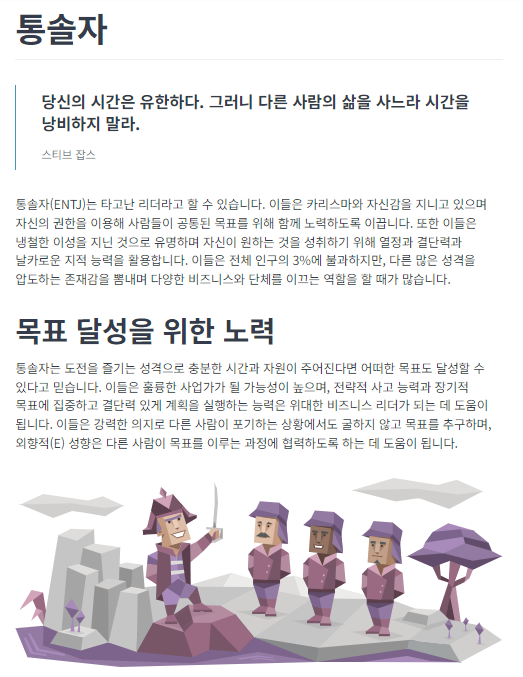 통솔자
당신의 시간은 유한하다. 그러니 다른 사람의 삶을 사느라 시간을
낭비하지 말라.
스티브 잡스
통솔자(ENTJ)는 타고난 리더라고 할 수 있습니다. 이들은 카리스마와 자신감을 지니고 있으며
자신의 권한을 이용해 사람들이 공통된 목표를 위해 함께 노력하도록 이끕니다. 또한 이들은
냉철한 이성을 지닌 것으로 유명하며 자신이 원하는 것을 성취하기 위해 열정과 결단력과
날카로운 지적 능력을 활용합니다. 이들은 전체 인구의 3%에 불과하지만, 다른 많은 성격을
압도하는 존재감을 뽐내며 다양한 비즈니스와 단체를 이끄는 역할을 할 때가 많습니다.
목표 달성을 위한 노력
통솔자는 도전을 즐기는 성격으로 충분한 시간과 자원이 주어진다면 어떠한 목표도 달성할 수
있다고 믿습니다. 이들은 훌륭한 사업가가 될 가능성이 높으며, 전략적 사고 능력과 장기적
목표에 집중하고 결단력 있게 계획을 실행하는 능력은 위대한 비즈니스 리더가 되는 데 도움이
됩니다. 이들은 강력한 의지로 다른 사람이 포기하는 상황에서도 굴하지 않고 목표를 추구하며,
외향적(E) 성향은 다른 사람이 목표를 이루는 과정에 협력하도록 하는 데 도움이 됩니다.